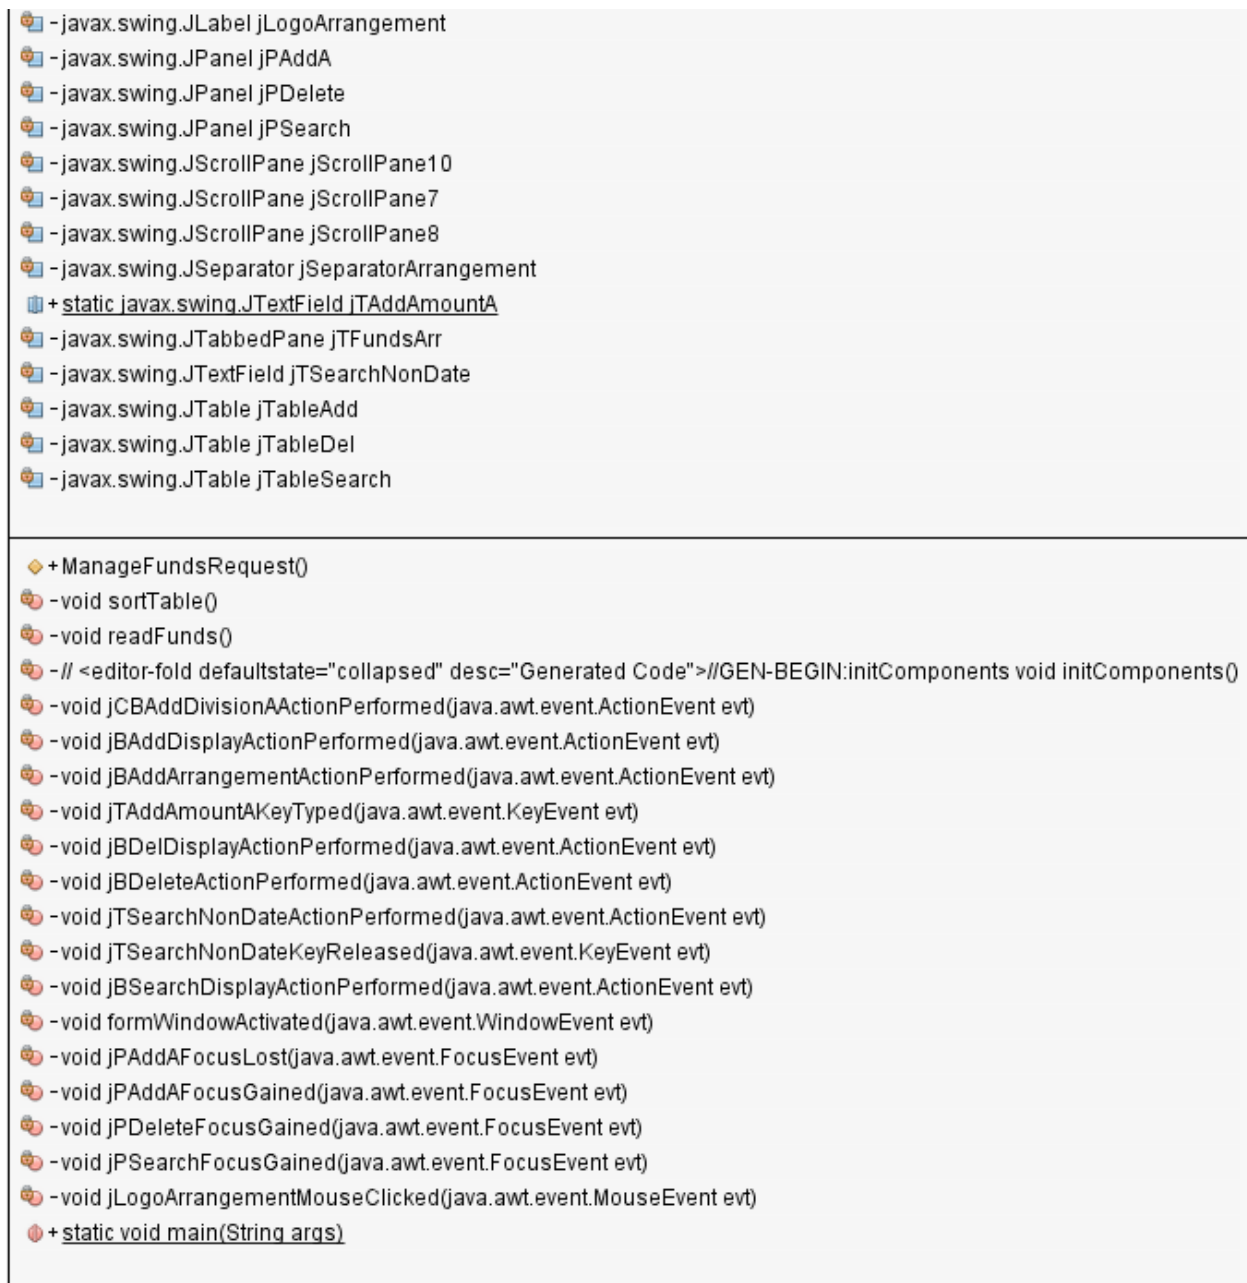 -javax.swing.JLabel jLogoArrangement
-javax.swing.JPanel jPAddA
-javax.swing.JPanel jPDelete
-javax.swing.JPanel jPSearch
-javax.swing.JScrollPane jScrollPane10
-javax.swing.JScrollPane jScrollPane7
-javax.swing.JScrollPane jScrollPane8
-javax.swing.JSeparator jSeparatorArrangement
+static javax.swing.JTextField jTAddAmountA
-javax.swing.JTabbedPane jTFundsArr
-javax.swing.JTextField jTSearchNonDate
-javax.swing.JTable jTableAdd
-javax.swing.JTable jTableDel
-javax.swing.JTable jTableSearch
+ManageFundsRequest()
-void sortTable()
-void readFunds()
-// <editor-fold defaultstate="collapsed" desc="Generated Code">//GEN-BEGIN:initComponents void initComponents()
-void jCBAddDivisionAActionPerformed(java.awt.event.ActionEvent evt)
-void jBAddDisplayActionPerformed(java.awt.event.ActionEvent evt)
-void jBAddArrangementActionPerformed(java.awt.event.ActionEvent evt)
-void jTAddAmountAKeyTyped(java.awt.event.KeyEvent evt)
-void jBDelDisplayActionPerformed(java.awt.event.ActionEvent evt)
-void jBDeleteActionPerformed(java.awt.event.ActionEvent evt)
-void jTSearchNonDateActionPerformed(java.awt.event.ActionEvent evt)
-void jTSearchNonDateKeyReleased(java.awt.event.KeyEvent evt)
-void jBSearchDisplayActionPerformed(java.awt.event.ActionEvent evt)
-void formWindowActivated(java.awt.event.WindowEvent evt)
-void jPAddAFocusLost(java.awt.event.FocusEvent evt)
-void jPAddAFocusGained(java.awt.event.FocusEvent evt)
-void jPDeleteFocusGained(java.awt.event.FocusEvent evt)
-void jPSearchFocusGained(java.awt.event.FocusEvent evt)
-void jLogoArrangementMouseClicked(java.awt.event.MouseEvent evt)
+static void main(String args)